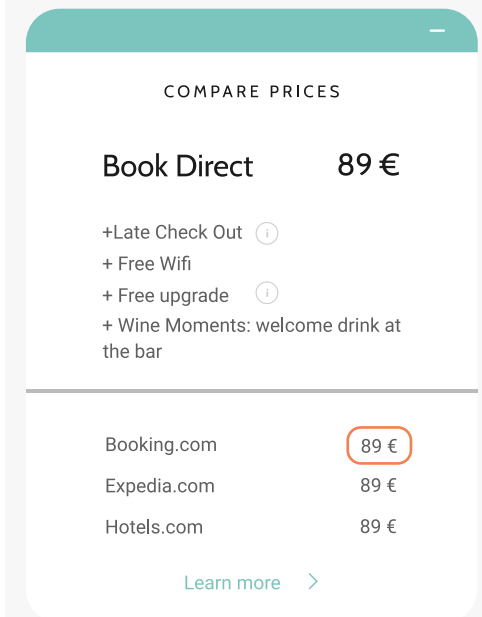 COMPARE PRICES
Book Direct 89 €
+Late Check Out i
+ Free Wifi
+ Free upgrade i
+ Wine Moments: welcome drink at
the bar
Booking.com 89 €
Expedia.com 89 €
Hotels.com 89 €
Learn more >